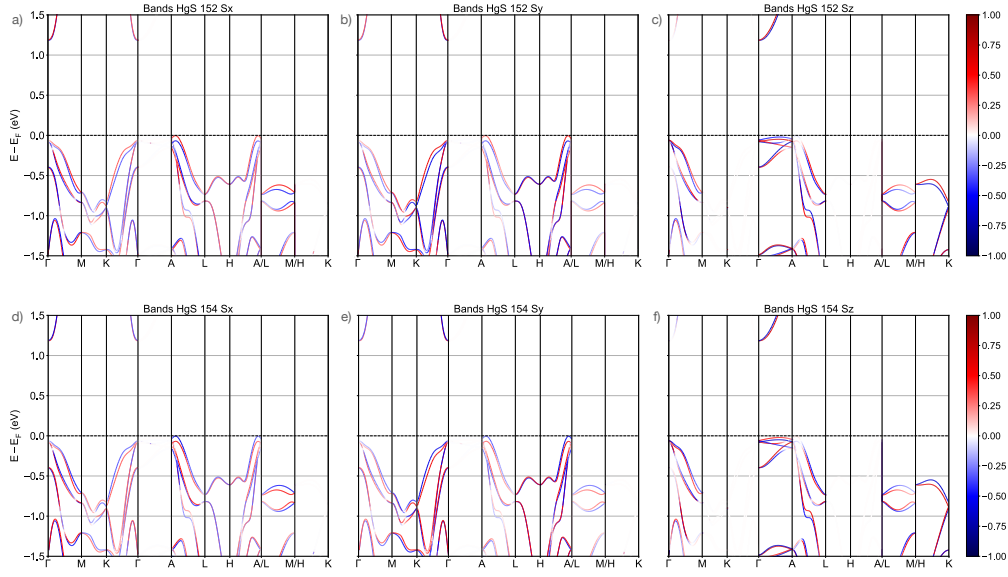 a) Bands HgS 152 Sx
b) Bands HgS 152 Sy
c) Bands HgS 152 Sz
E − E_F (eV)
1.5
1.0
0.5
0.0
−0.5
−1.0
−1.5
Γ M K Γ A L H A/L M/H K
Γ M K Γ A L H A/L M/H K
Γ M K Γ A L H A/L M/H K
1.00
0.75
0.50
0.25
0.00
−0.25
−0.50
−0.75
−1.00
d) Bands HgS 154 Sx
e) Bands HgS 154 Sy
f) Bands HgS 154 Sz
E − E_F (eV)
1.5
1.0
0.5
0.0
−0.5
−1.0
−1.5
Γ M K Γ A L H A/L M/H K
Γ M K Γ A L H A/L M/H K
Γ M K Γ A L H A/L M/H K
1.00
0.75
0.50
0.25
0.00
−0.25
−0.50
−0.75
−1.00